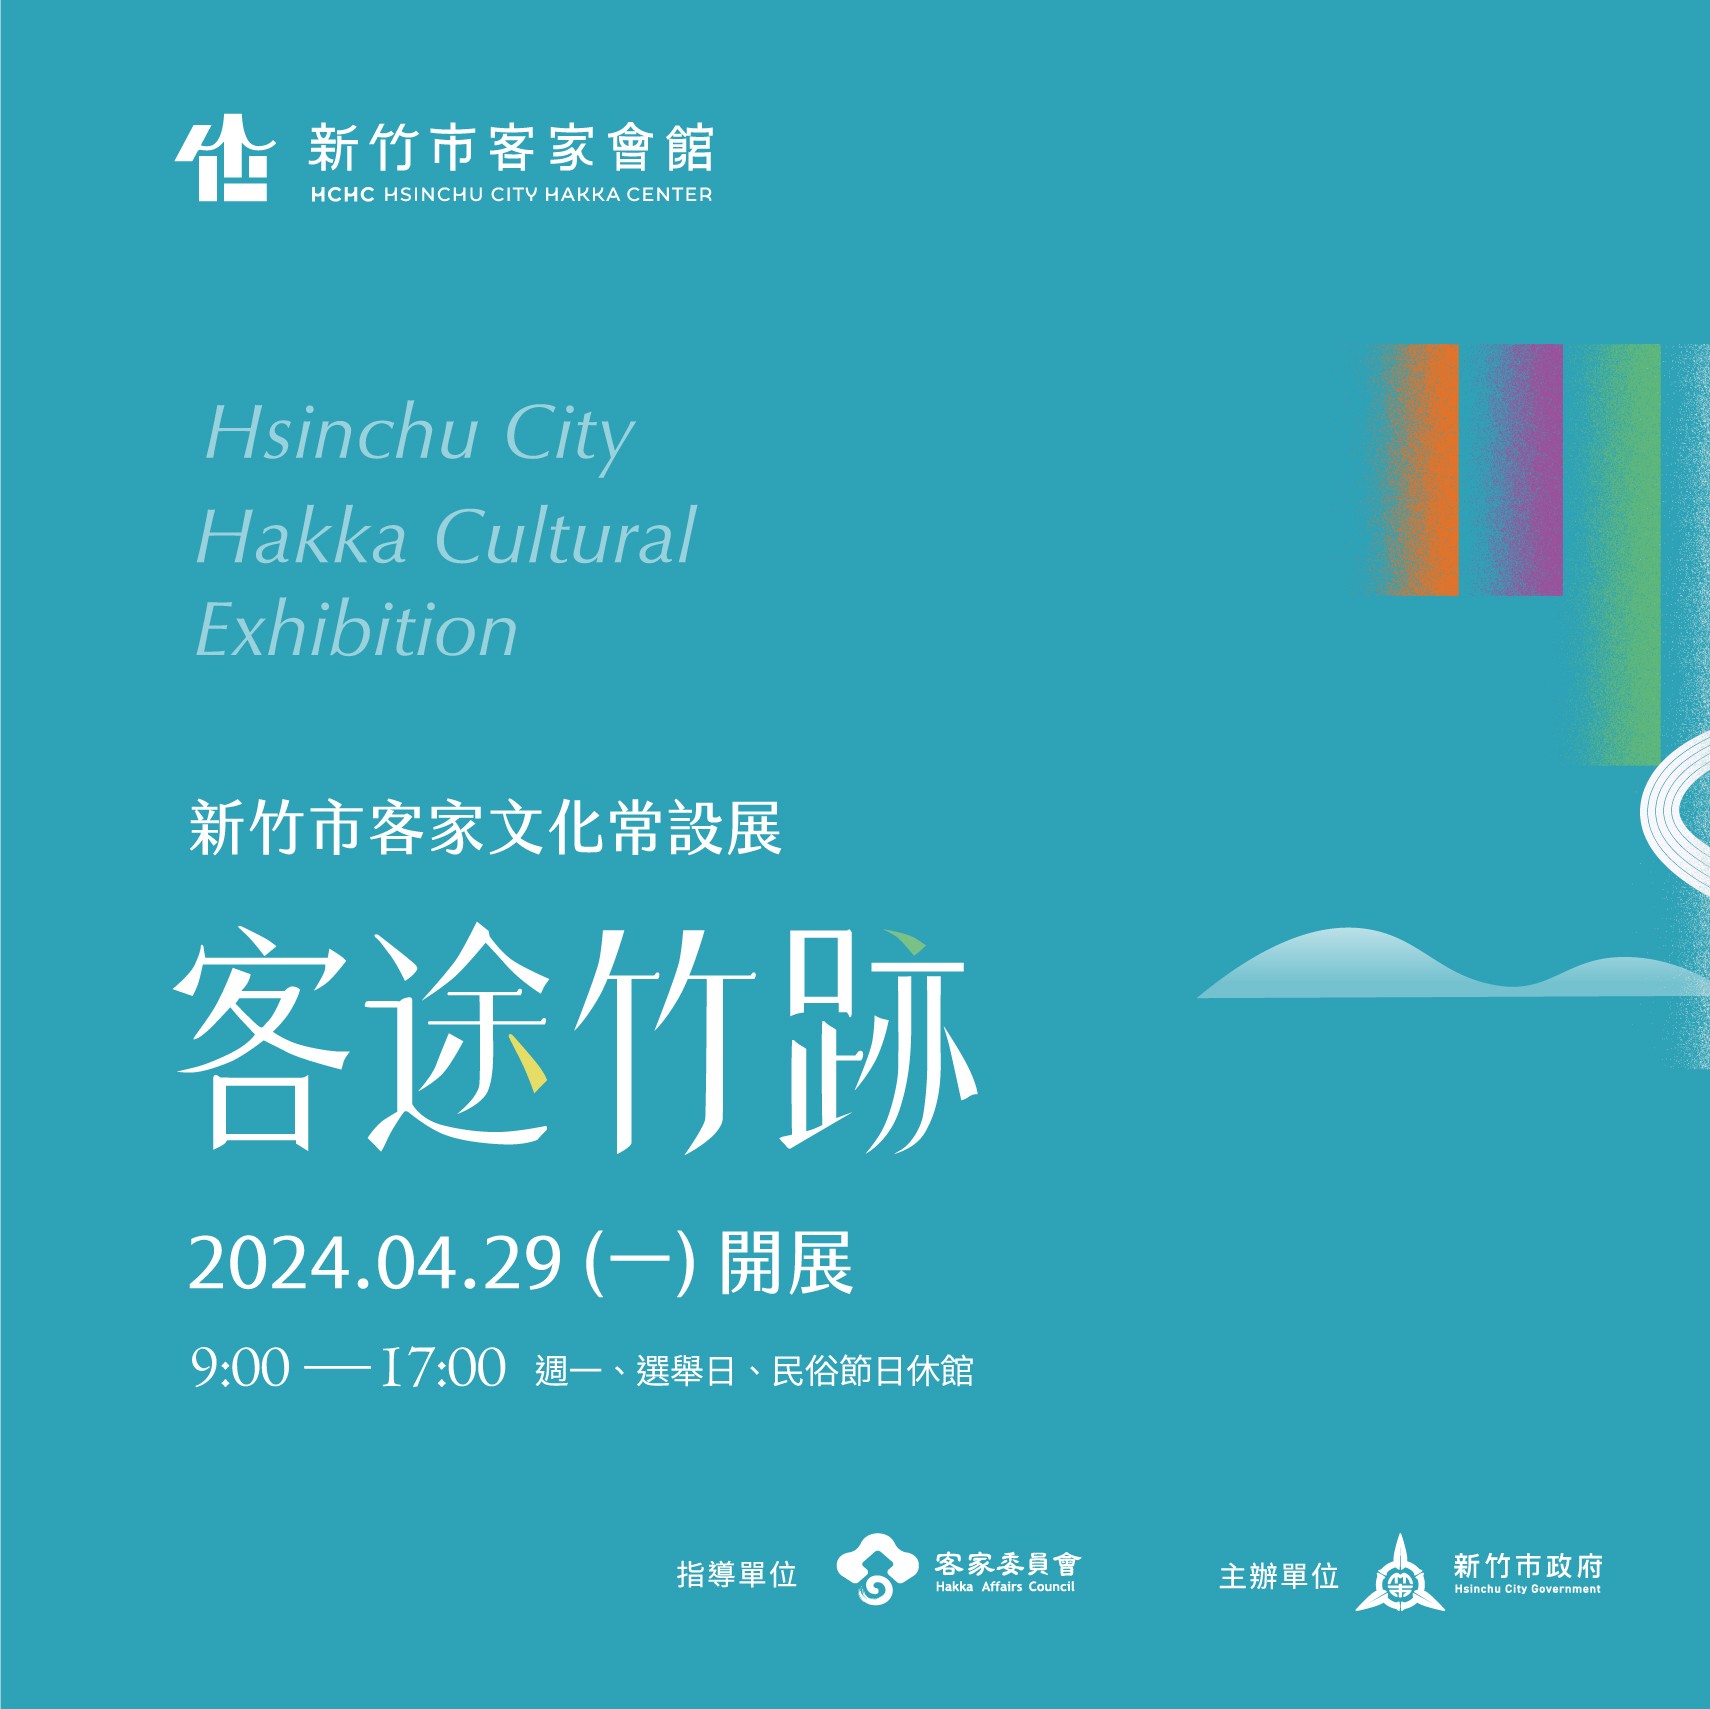 新竹市客家會館
HCHC HSINCHU CITY HAKKA CENTER
Hsinchu City
Hakka Cultural
Exhibition
新竹市客家文化常設展
客途竹跡
2024.04.29 (一) 開展
9:00 —17:00 週一、選舉日、民俗節日休館
指導單位 客家委員會
Hakka Affairs Council
主辦單位 新竹市政府
Hsinchu City Government